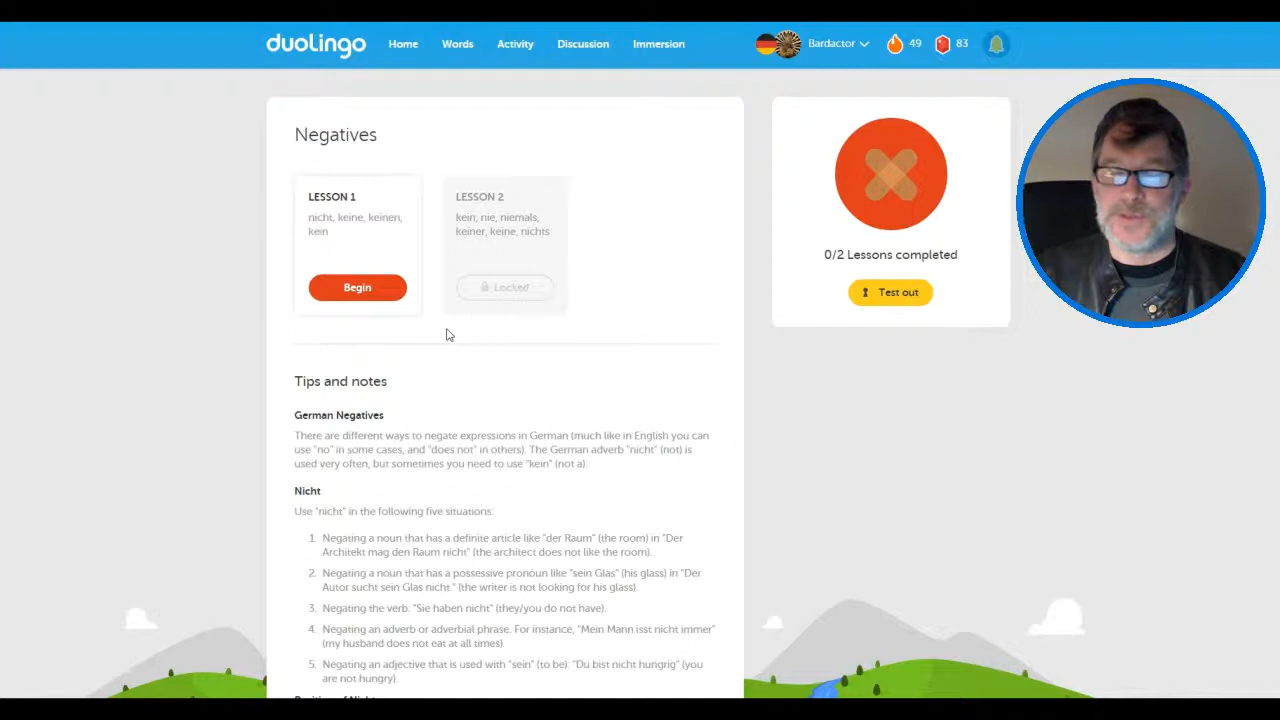 duolingo Home Words Activity Discussion Immersion Bardactor 49 83
Negatives
LESSON 1
nicht, keine, keinen,
kein
Begin
LESSON 2
kein, nie, niemals,
keiner, keine, nichts
Locked
0/2 Lessons completed
Test out
Tips and notes
German Negatives
There are different ways to negate expressions in German (much like in English you can
use "no" in some cases, and "does not" in others). The German adverb "nicht" (not) is
used very often, but sometimes you need to use "kein" (not a).
Nicht
Use "nicht" in the following five situations:
1. Negating a noun that has a definite article like "der Raum" (the room) in "Der
Architekt mag den Raum nicht" (the architect does not like the room).
2. Negating a noun that has a possessive pronoun like "sein Glas" (his glass) in "Der
Autor sucht sein Glas nicht." (the writer is not looking for his glass).
3. Negating the verb: "Sie haben nicht" (they/you do not have).
4. Negating an adverb or adverbial phrase. For instance, "Mein Mann isst nicht immer"
(my husband does not eat at all times).
5. Negating an adjective that is used with "sein" (to be): "Du bist nicht hungrig" (you
are not hungry).